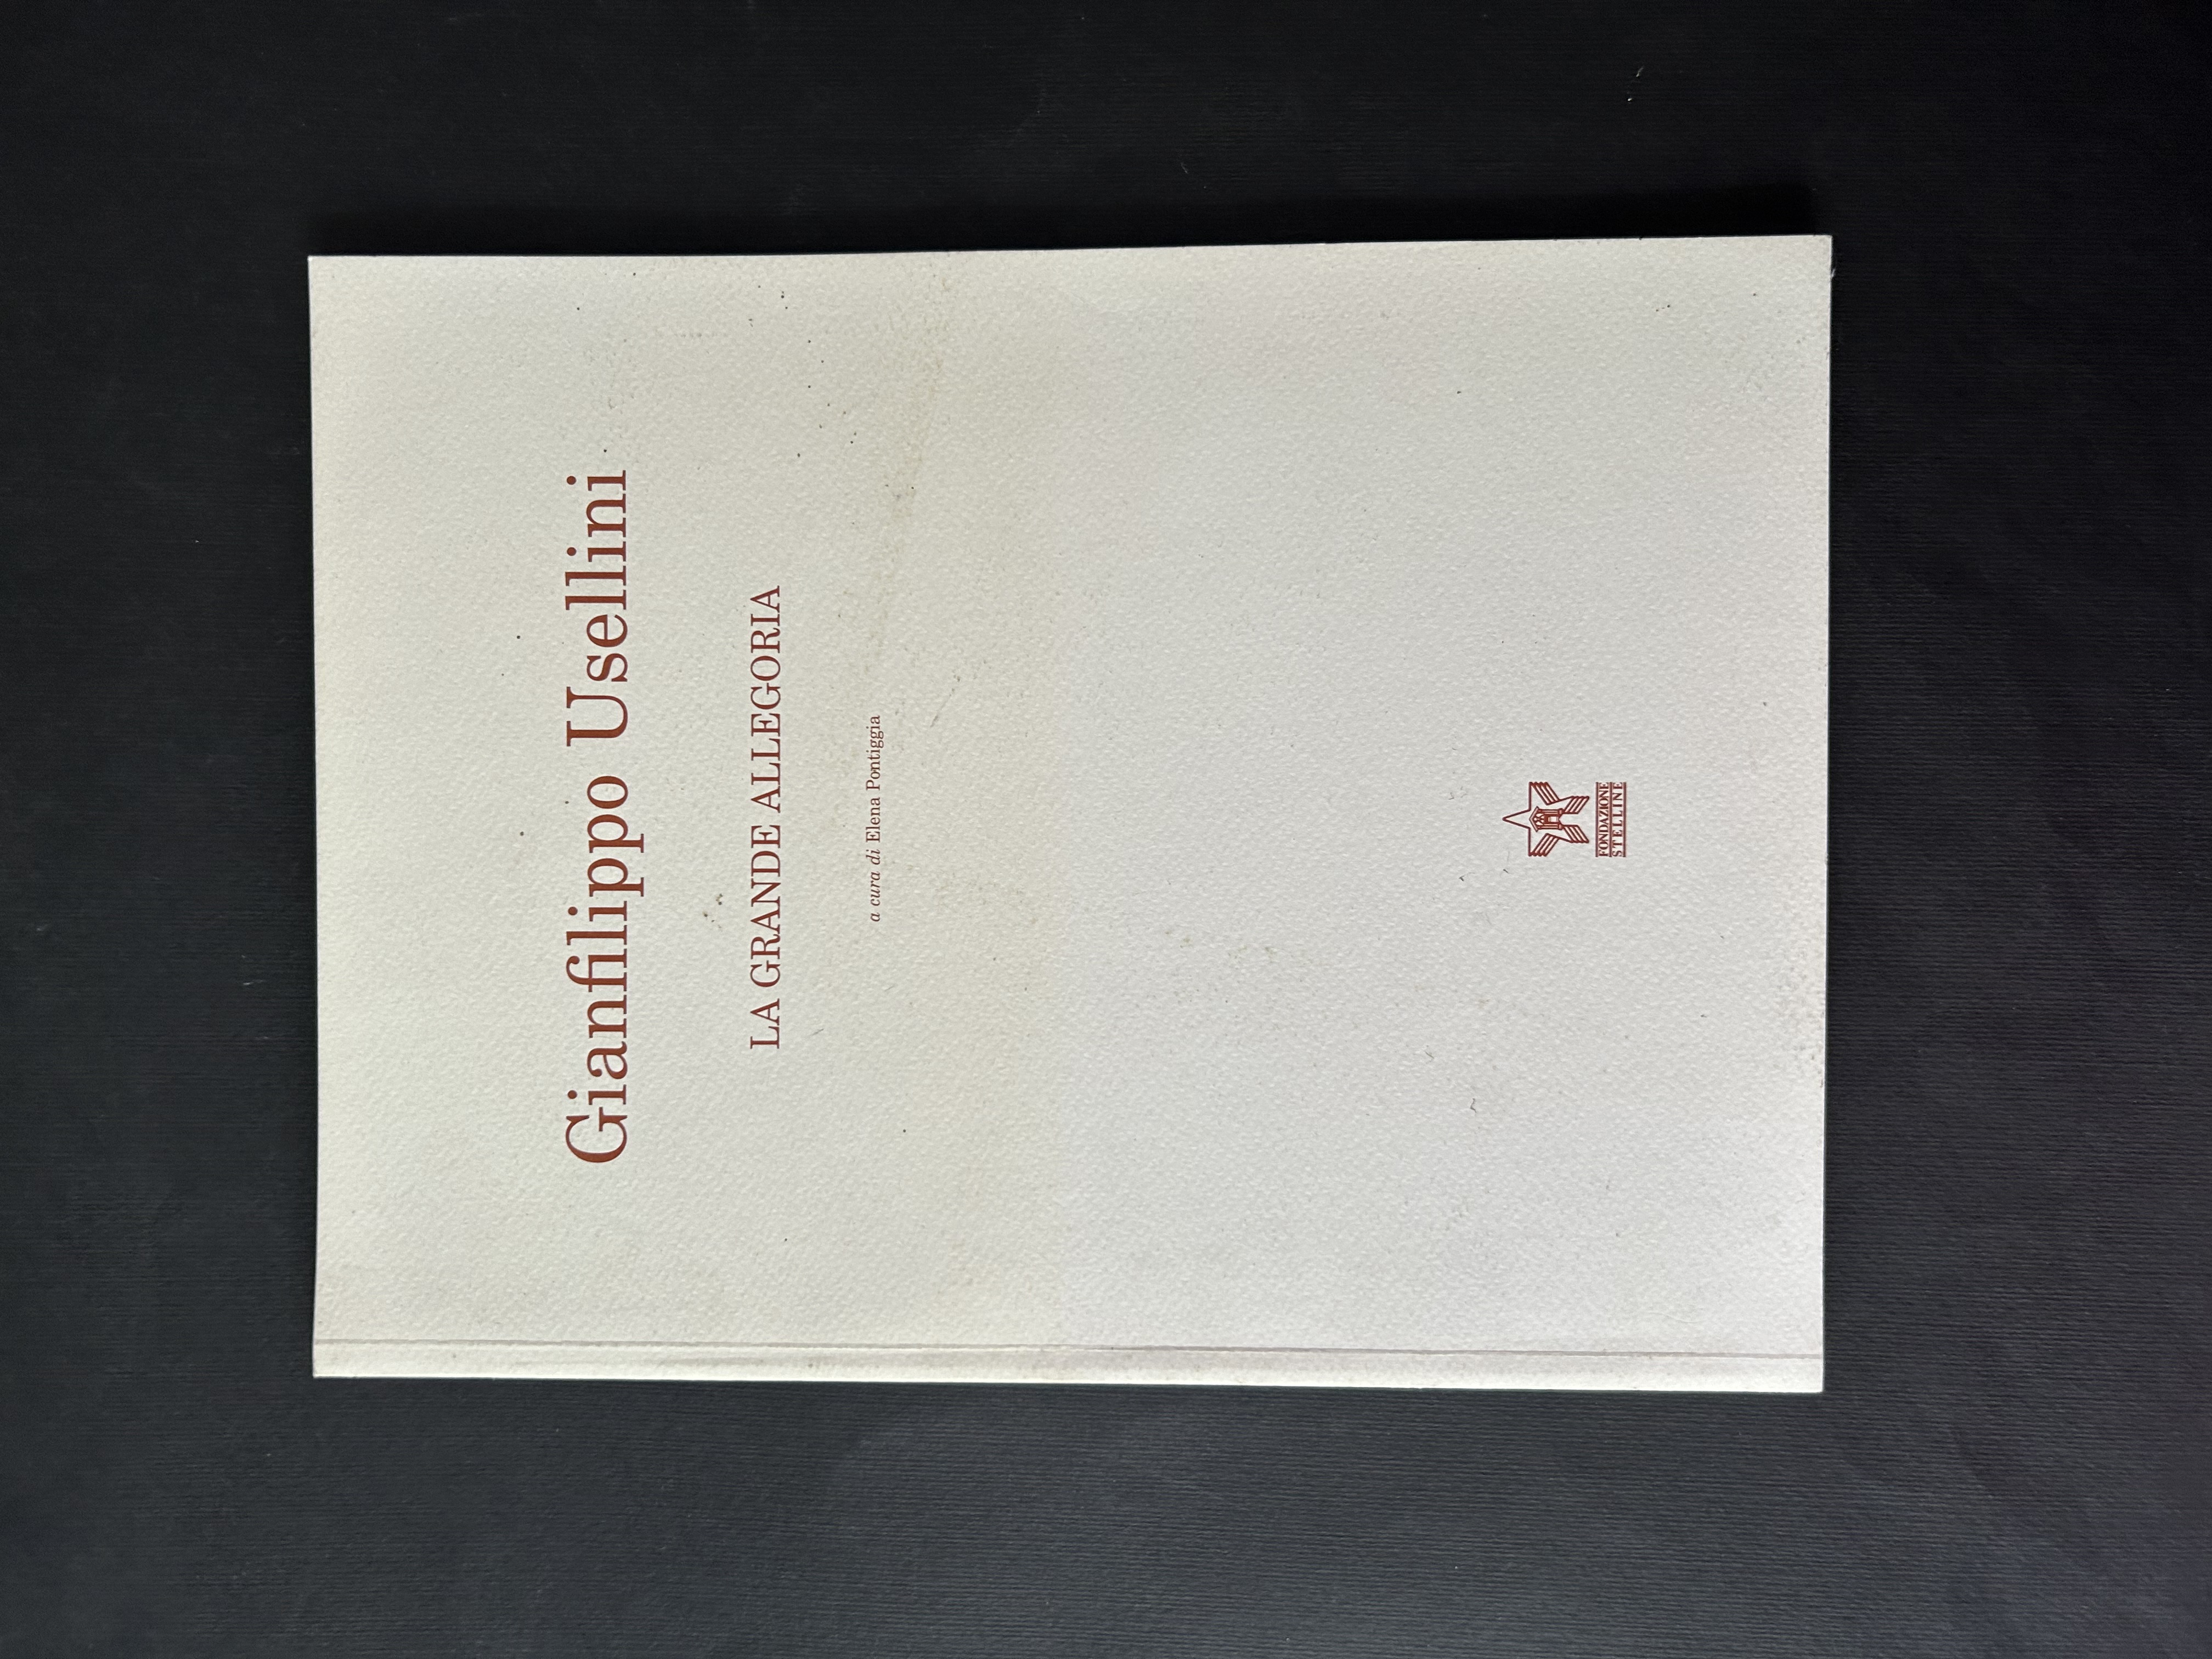 Gianfilippo Usellini
LA GRANDE ALLEGORIA
a cura di Elena Pontiggia
FONDAZIONE
STELLINE